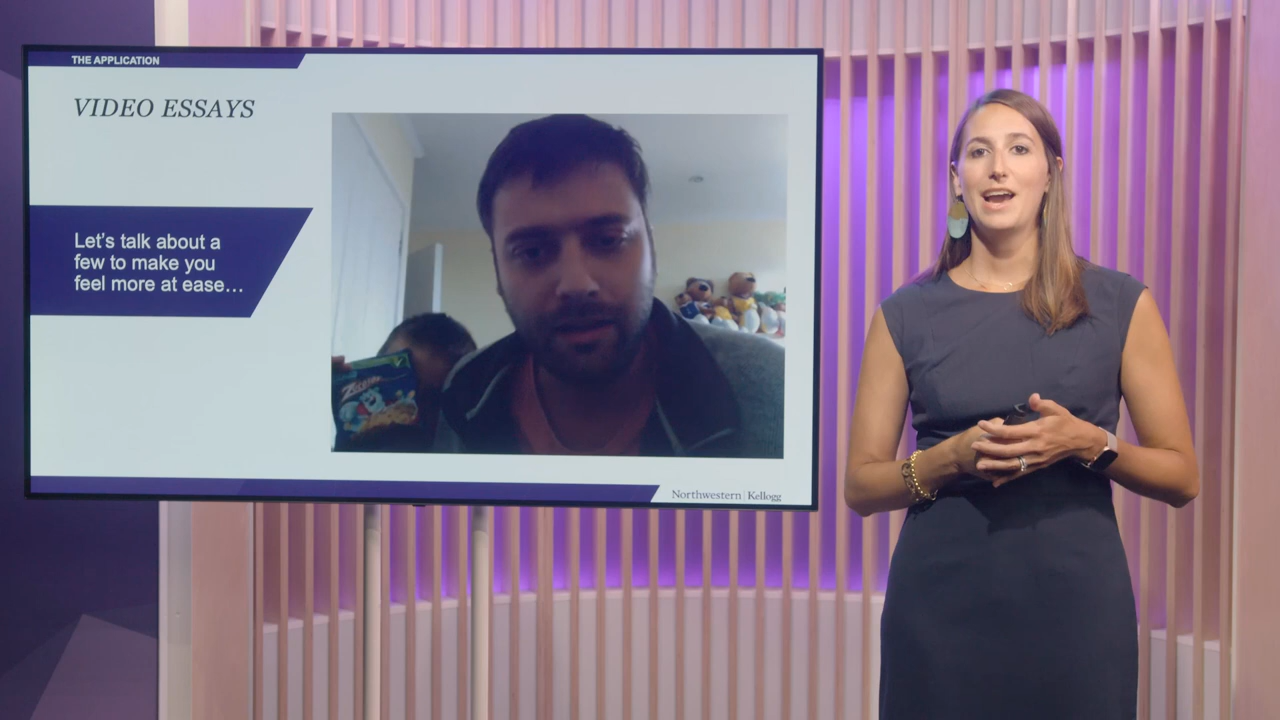 THE APPLICATION
VIDEO ESSAYS
Let's talk about a
few to make you
feel more at ease...
Northwestern | Kellogg